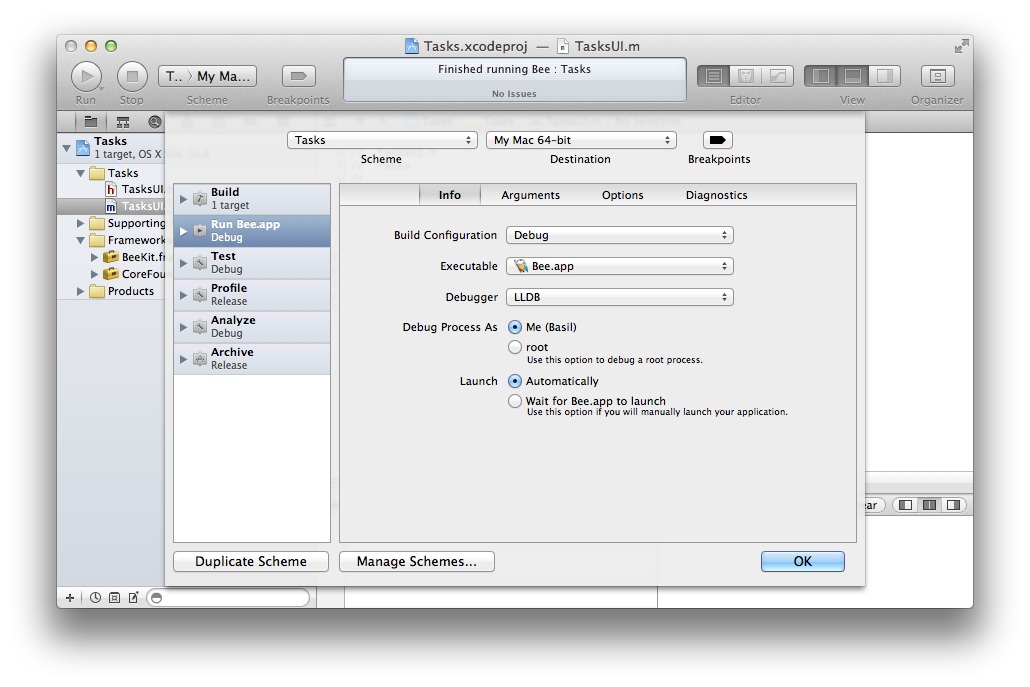 Tasks.xcodeproj — TasksUI.m
Run
Stop
T.. 〉 My Ma...
Scheme
Breakpoints
Finished running Bee : Tasks
No Issues
Editor
View
Organizer
Tasks
1 target, OS X
Tasks
h TasksUI
m TasksUI
Supporting
Framework
BeeKit.fr
CoreFou
Products
Tasks
My Mac 64-bit
Scheme
Destination
Breakpoints
Build
1 target
Run Bee.app
Debug
Test
Debug
Profile
Release
Analyze
Debug
Archive
Release
Info
Arguments
Options
Diagnostics
Build Configuration
Debug
Executable
Bee.app
Debugger
LLDB
Debug Process As
Me (Basil)
root
Use this option to debug a root process.
Launch
Automatically
Wait for Bee.app to launch
Use this option if you will manually launch your application.
ear
Duplicate Scheme
Manage Schemes...
OK